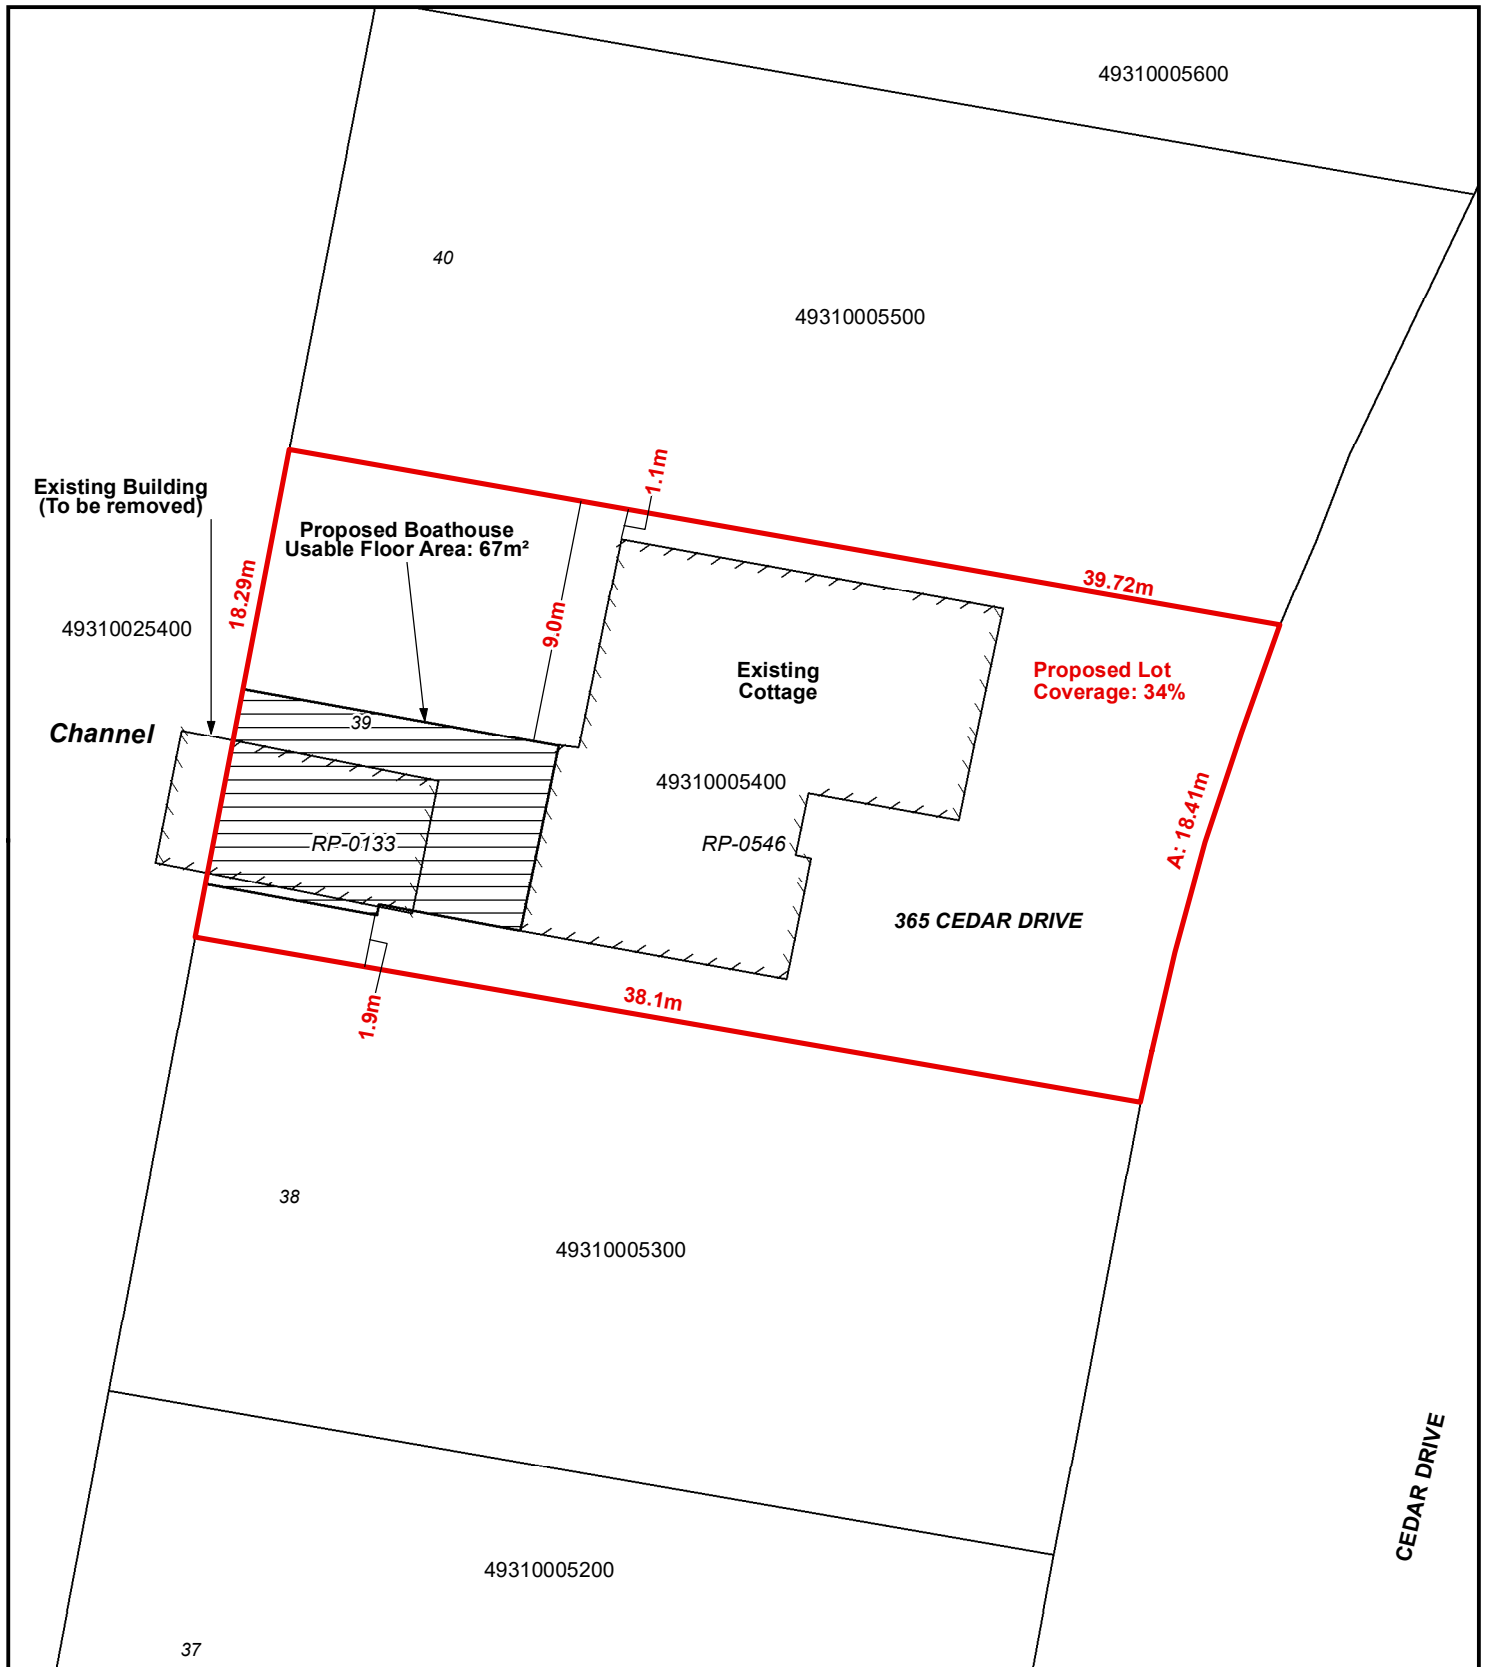 49310005600
40
49310005500
1.1m
Existing Building
(To be removed)
Proposed Boathouse
Usable Floor Area: 67m²
18.29m
39.72m
9.0m
49310025400
Existing
Cottage
Proposed Lot
Coverage: 34%
39
Channel
49310005400
A: 18.41m
RP-0133
RP-0546
365 CEDAR DRIVE
38.1m
1.9m
38
49310005300
CEDAR DRIVE
49310005200
37